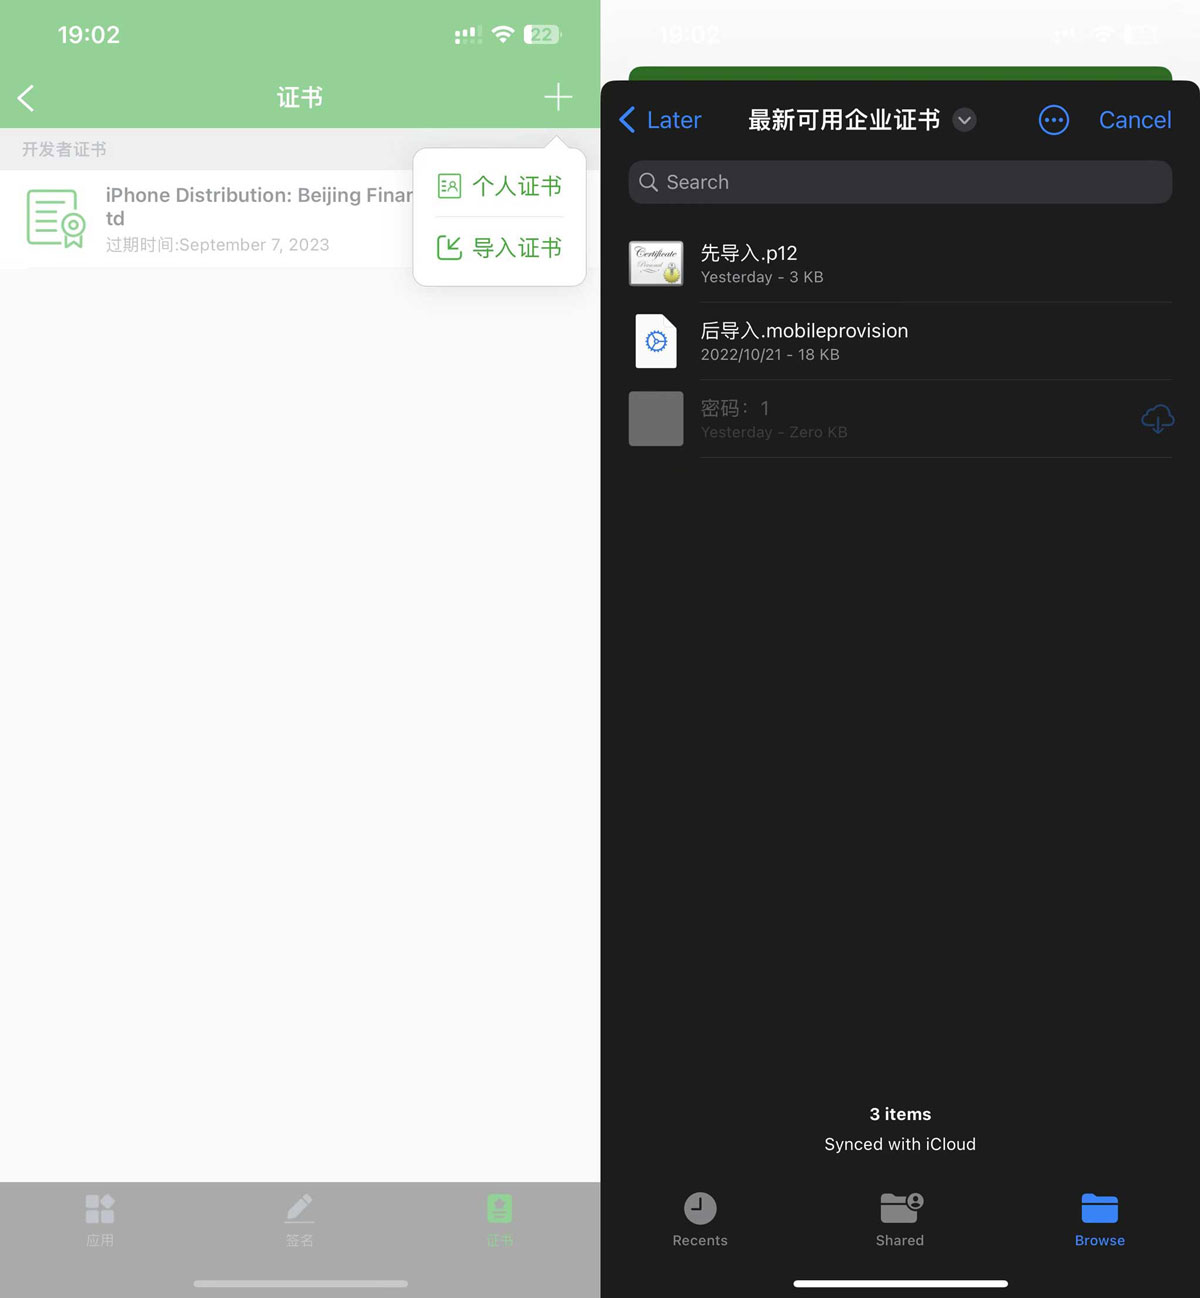 19:02
22
证书
开发者证书
iPhone Distribution: Beijing Finar
td
过期时间:September 7, 2023
个人证书
导入证书
应用
签名
证书
19:02
Later
最新可用企业证书
Cancel
Search
Certificate
先导入.p12
Yesterday - 3 KB
后导入.mobileprovision
2022/10/21 - 18 KB
密码：1
Yesterday - Zero KB
3 items
Synced with iCloud
Recents
Shared
Browse